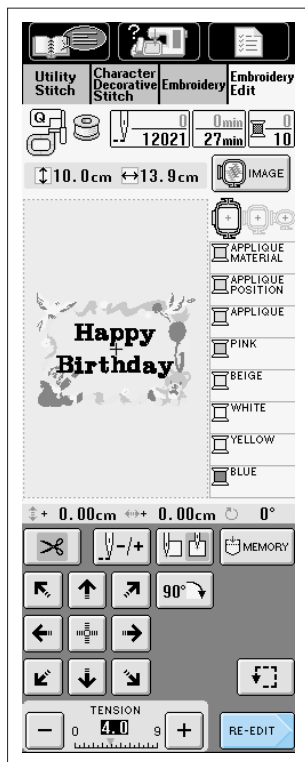 Utility Stitch
Character Decorative Stitch
Embroidery
Embroidery Edit
Q
0
12021
0min
27min
0
10
10.0cm
13.9cm
IMAGE
APPLIQUE MATERIAL
APPLIQUE POSITION
APPLIQUE
PINK
BEIGE
WHITE
YELLOW
BLUE
Happy
Birthday
+ 0.00cm
+ 0.00cm
0°
-/+
MEMORY
90°
TENSION
- 0 4.0 9 +
RE-EDIT